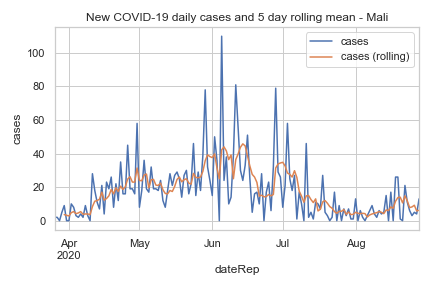 New COVID-19 daily cases and 5 day rolling mean - Mali
cases
cases (rolling)
cases
100
80
60
40
20
0
Apr
2020
May
Jun
Jul
Aug
dateRep